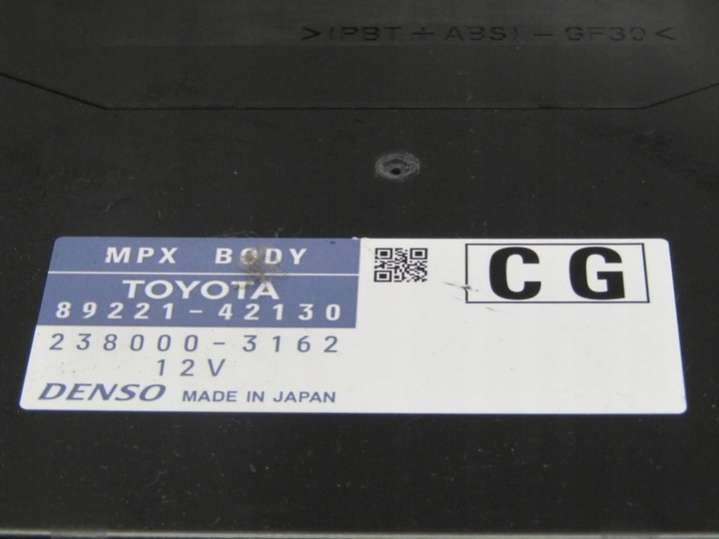 >(PBT+ABS)-GF30<
MPX BODY
TOYOTA
89221-42130
238000-3162
12V
DENSO MADE IN JAPAN
CG